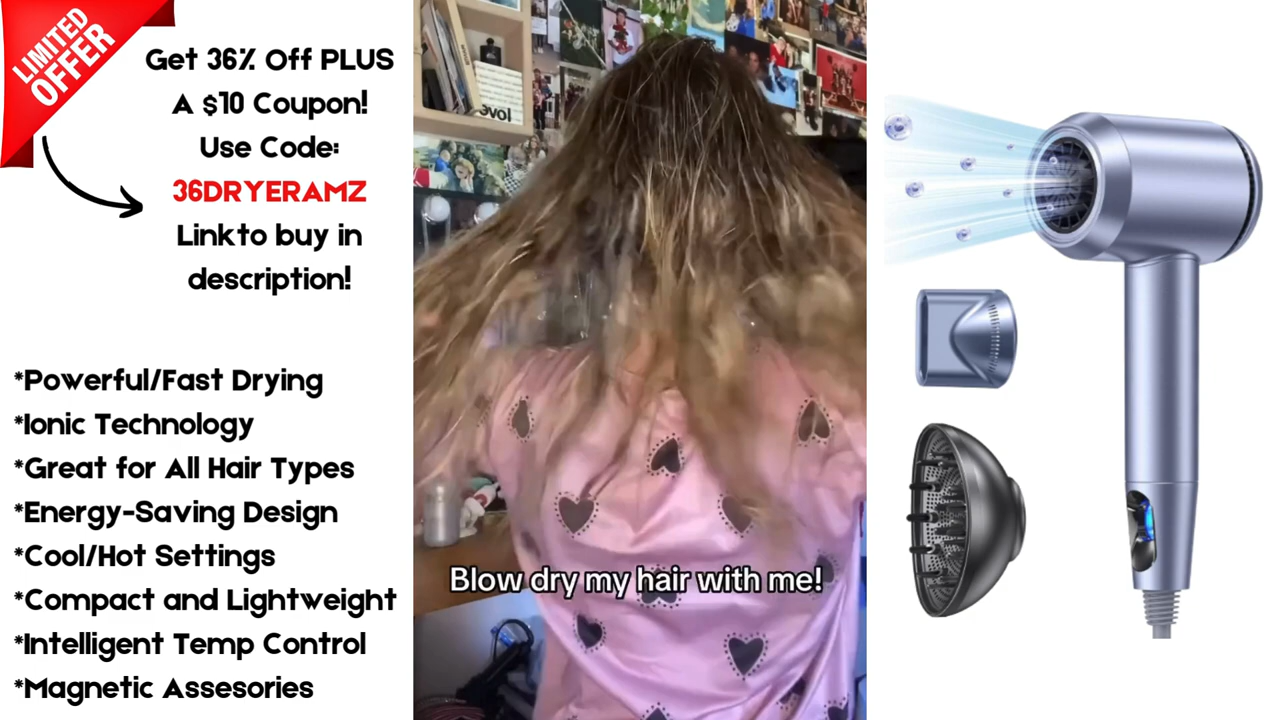 LIMITED
OFFER
Get 36% Off PLUS
A $10 Coupon!
Use Code:
36DRYERAMZ
Linkto buy in
description!
*Powerful/Fast Drying
*Ionic Technology
*Great for All Hair Types
*Energy-Saving Design
*Cool/Hot Settings
*Compact and Lightweight
*Intelligent Temp Control
*Magnetic Assesories
Blow dry my hair with me!